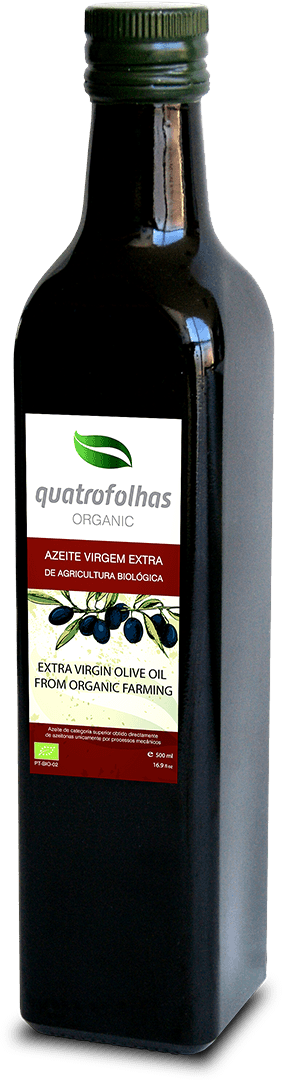 quatrofolhas
ORGANIC
AZEITE VIRGEM EXTRA
DE AGRICULTURA BIOLÓGICA
EXTRA VIRGIN OLIVE OIL
FROM ORGANIC FARMING
Azeite de categoria superior obtido directamente
de azeitonas unicamente por processos mecânicos
PT-BIO-02
℮ 500 ml
16.9 fl oz